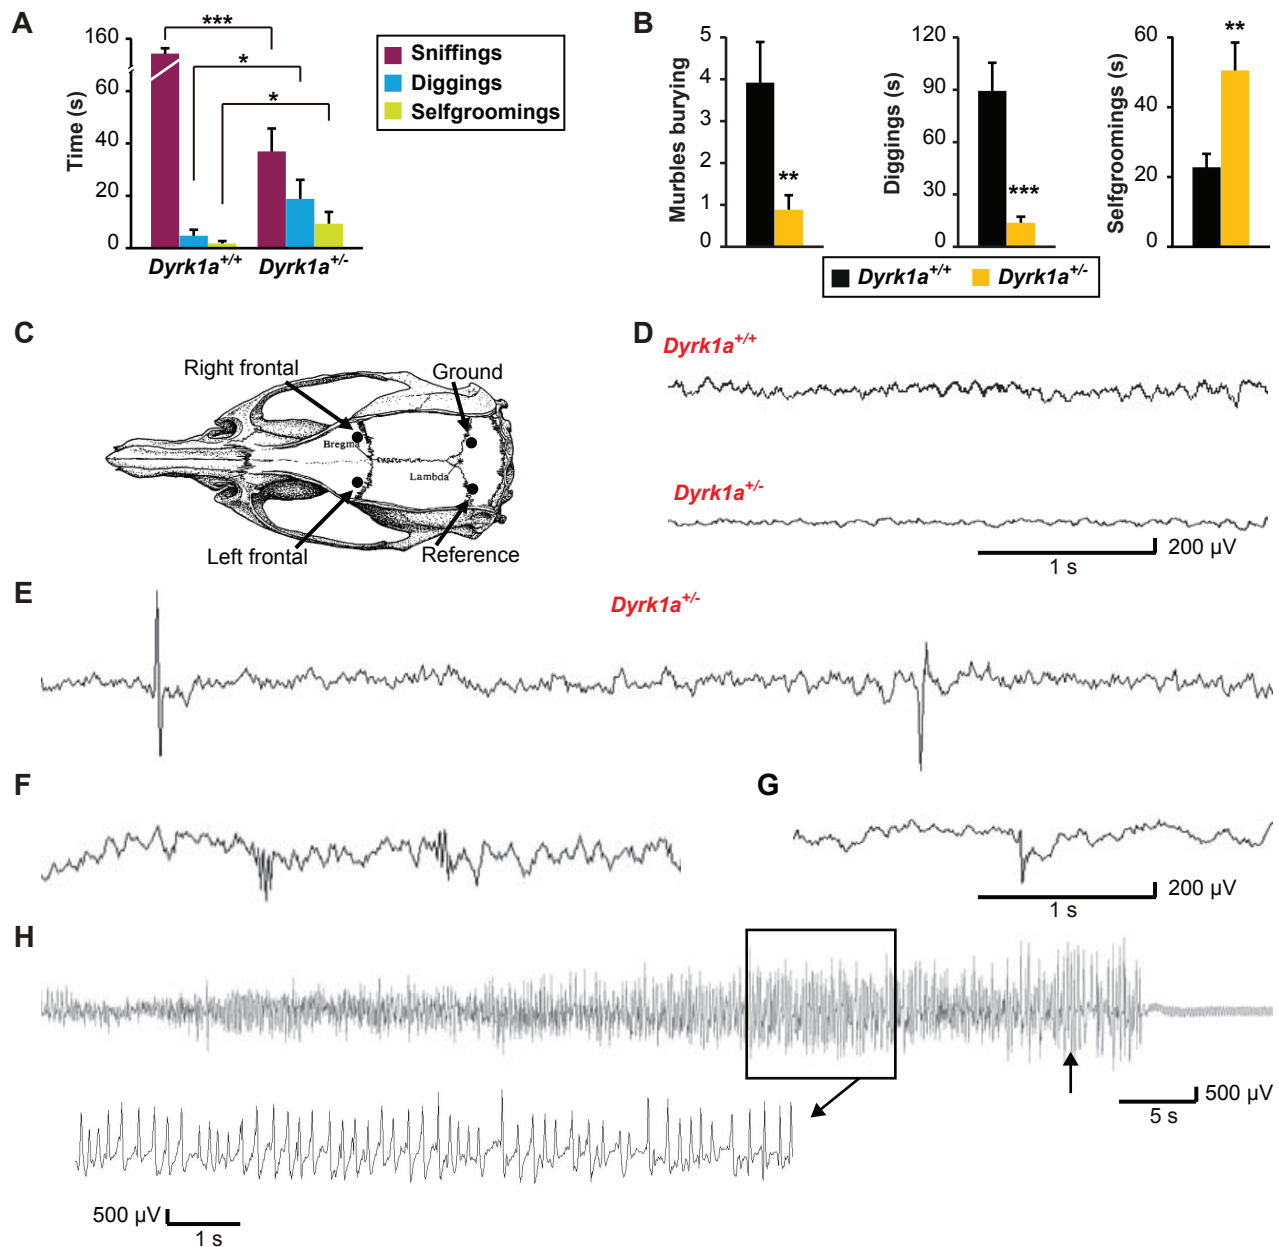 A
***
*
*
Time (s)
160
60
40
20
0
Dyrk1a+/+
Dyrk1a+/-
Sniffings
Diggings
Selfgroomings
B
Murbles burying
5
4
3
2
1
0
**
Diggings (s)
120
90
60
30
0
***
Selfgroomings (s)
60
40
20
0
**
Dyrk1a+/+ Dyrk1a+/-
C
Right frontal
Ground
Bregma
Lambda
Left frontal
Reference
D
Dyrk1a+/+
Dyrk1a+/-
200 µV
1 s
E
Dyrk1a+/-
F
G
200 µV
1 s
H
500 µV
5 s
500 µV
1 s